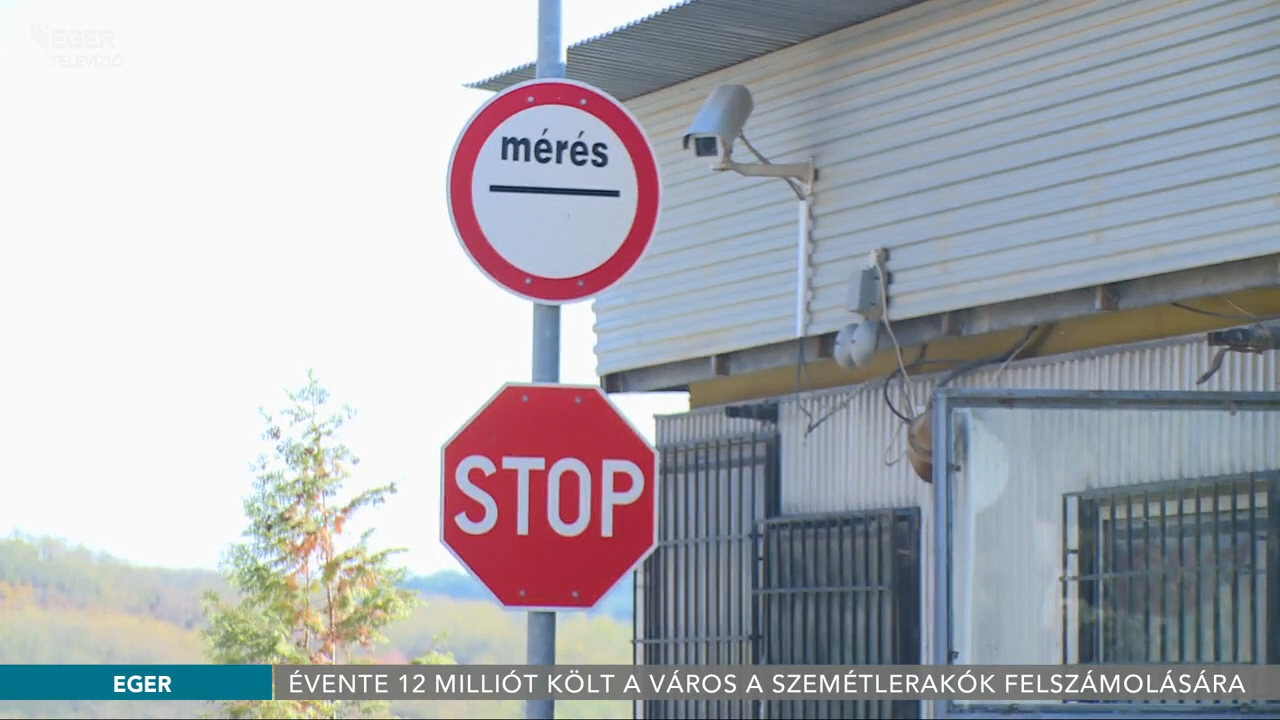 EGER
TELEVÍZIÓ
mérés
STOP
EGER
ÉVENTE 12 MILLIÓT KÖLT A VÁROS A SZEMÉTLERAKÓK FELSZÁMOLÁSÁRA